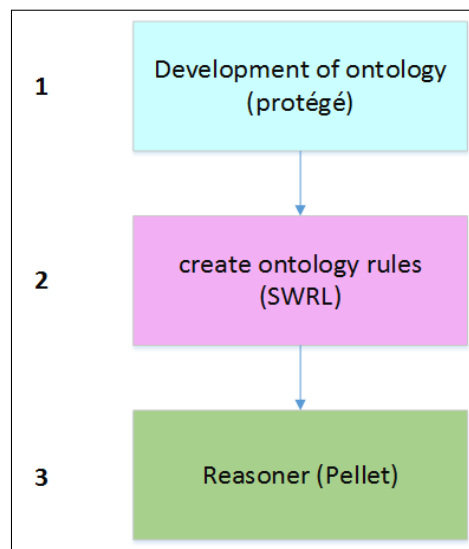 1
Development of ontology
(protégé)
2
create ontology rules
(SWRL)
3
Reasoner (Pellet)